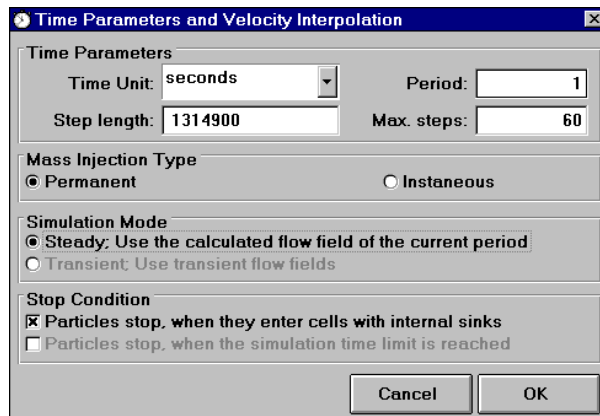 Time Parameters and Velocity Interpolation
Time Parameters
Time Unit: seconds Period: 1
Step length: 1314900 Max. steps: 60
Mass Injection Type
Permanent Instaneous
Simulation Mode
Steady; Use the calculated flow field of the current period
Transient; Use transient flow fields
Stop Condition
Particles stop, when they enter cells with internal sinks
Particles stop, when the simulation time limit is reached
Cancel OK